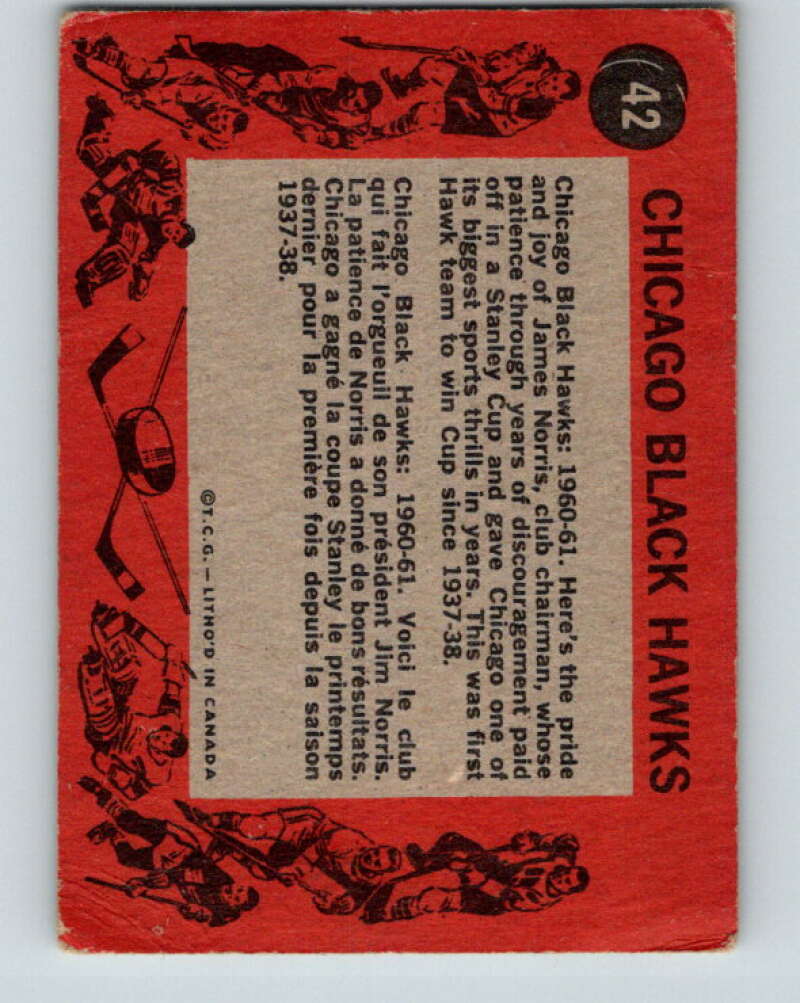 42
CHICAGO BLACK HAWKS
Chicago Black Hawks: 1960-61. Here's the pride
and joy of James Norris, club chairman, whose
patience through years of discouragement paid
off in a Stanley Cup and gave Chicago one of
its biggest sports thrills in years. This was first
Hawk team to win Cup since 1937-38.
Chicago Black Hawks: 1960-61. Voici le club
qui fait l'orgueil de son président Jim Norris.
La patience de Norris a donné de bons résultats.
Chicago a gagné la coupe Stanley le printemps
dernier pour la première fois depuis la saison
1937-38.
©T.C.G. — LITHO'D IN CANADA